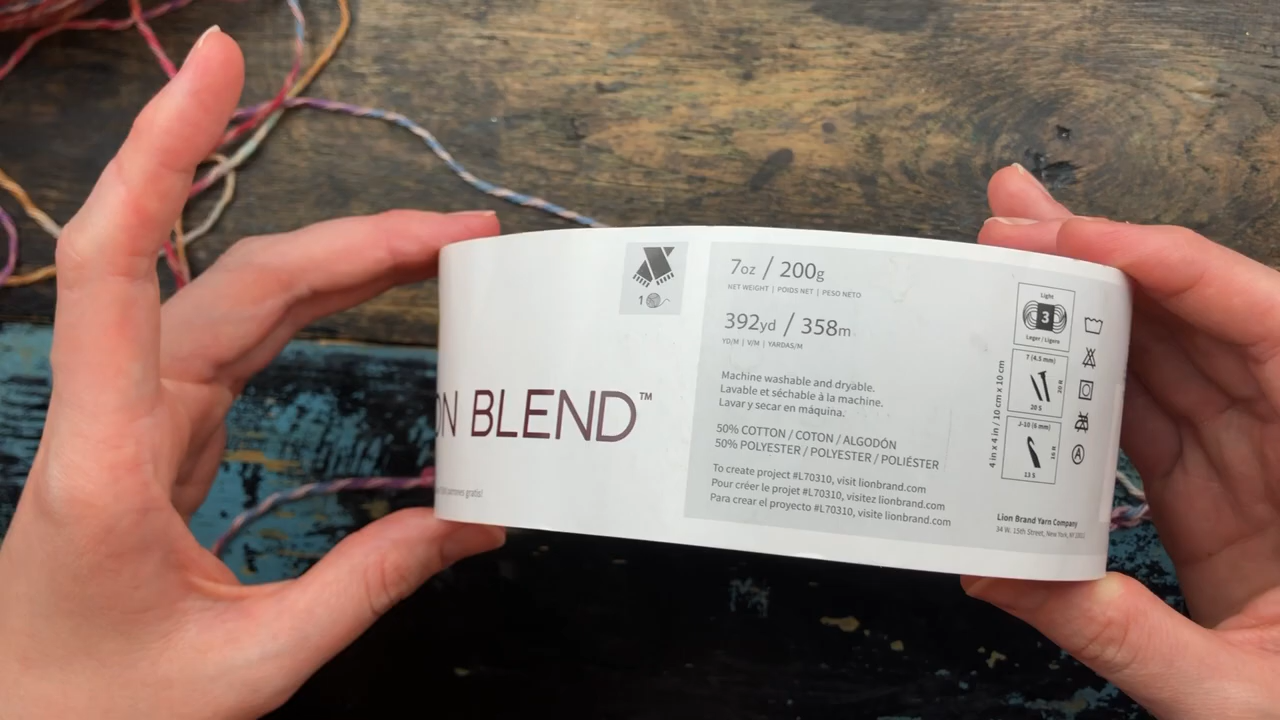 1
ON BLEND™
7oz / 200g
NET WEIGHT | POIDS NET | PESO NETO
392yd / 358m
YD/M | V/M | YARDAS/M
Machine washable and dryable.
Lavable et séchable à la machine.
Lavar y secar en máquina.
50% COTTON / COTON / ALGODÓN
50% POLYESTER / POLYESTER / POLIÉSTER
To create project #L70310, visit lionbrand.com
Pour créer le projet #L70310, visitez lionbrand.com
Para crear el proyecto #L70310, visite lionbrand.com
4 in x 4 in / 10 cm x 10 cm
Light
3
Léger / Ligero
7 (4.5 mm)
20 S
J-10 (6 mm)
13 S
A
Lion Brand Yarn Company
34 W. 15th Street, New York, NY